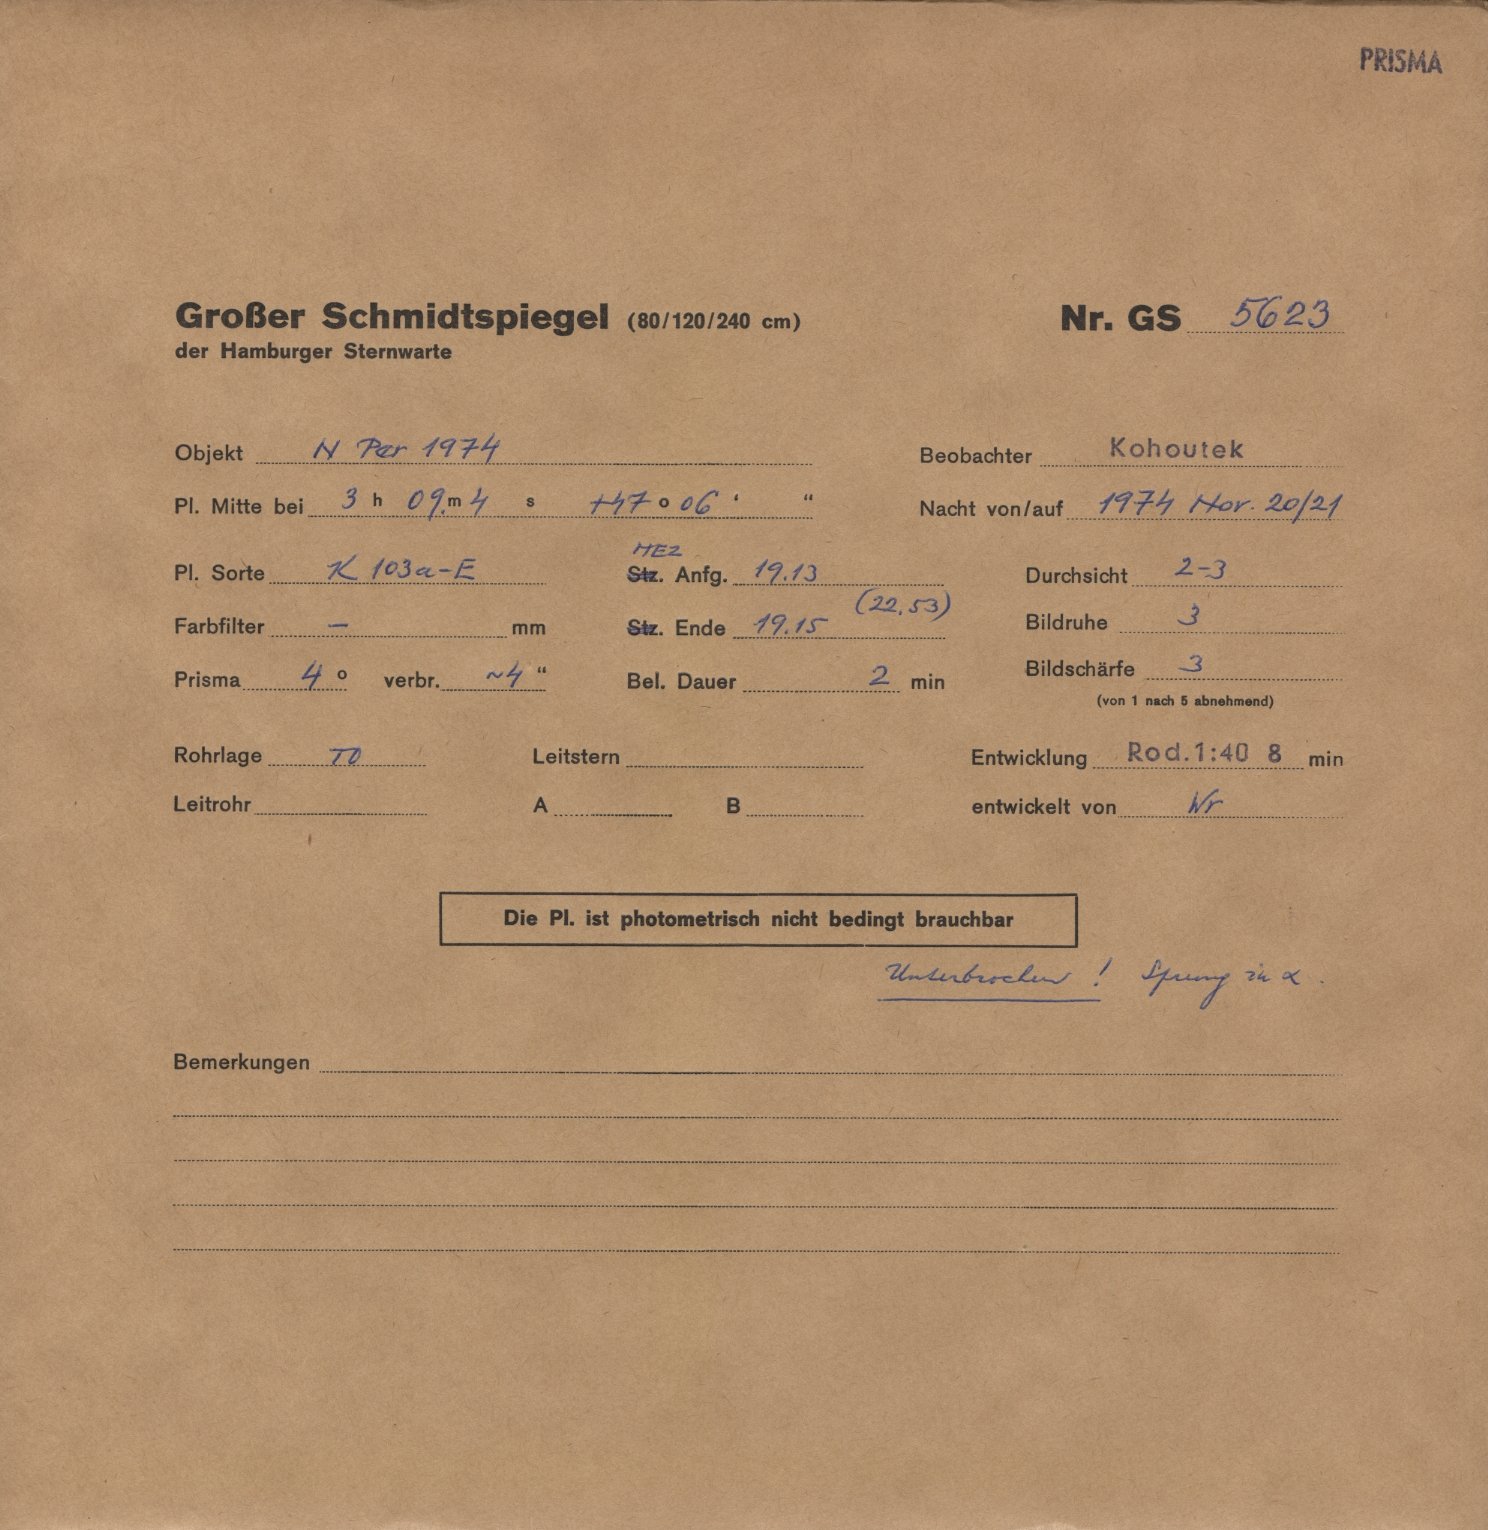 PRISMA
Großer Schmidtspiegel (80/120/240 cm) Nr. GS 5623
der Hamburger Sternwarte
Objekt N Per 1974 Beobachter Kohoutek
Pl. Mitte bei 3 h 09.m 4 s +47 o 06 ‘ “ Nacht von/auf 1974 Nov. 20/21
MEZ
Pl. Sorte K 103a-E Stz. Anfg. 19.13 Durchsicht 2-3
(22,53)
Farbfilter — mm Stz. Ende 19.15 Bildruhe 3
Prisma 4 o verbr. ~4 “ Bel. Dauer 2 min Bildschärfe 3
(von 1 nach 5 abnehmend)
Rohrlage TO Leitstern Entwicklung Rod.1:40 8 min
Leitrohr A B entwickelt von Wr
Die Pl. ist photometrisch nicht bedingt brauchbar
Unterbrochen! Sprung in α.
Bemerkungen